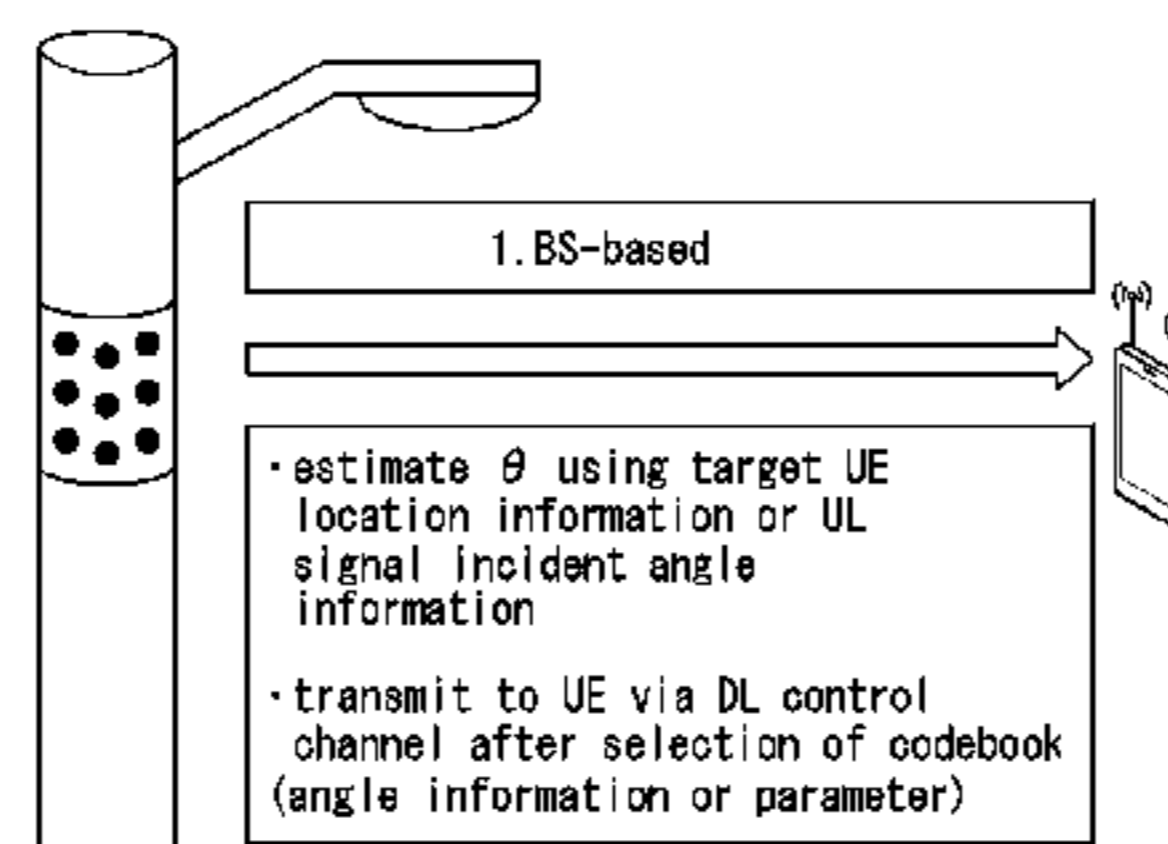 1.BS-based
·estimate θ using target UE
location information or UL
signal incident angle
information
·transmit to UE via DL control
channel after selection of codebook
(angle information or parameter)